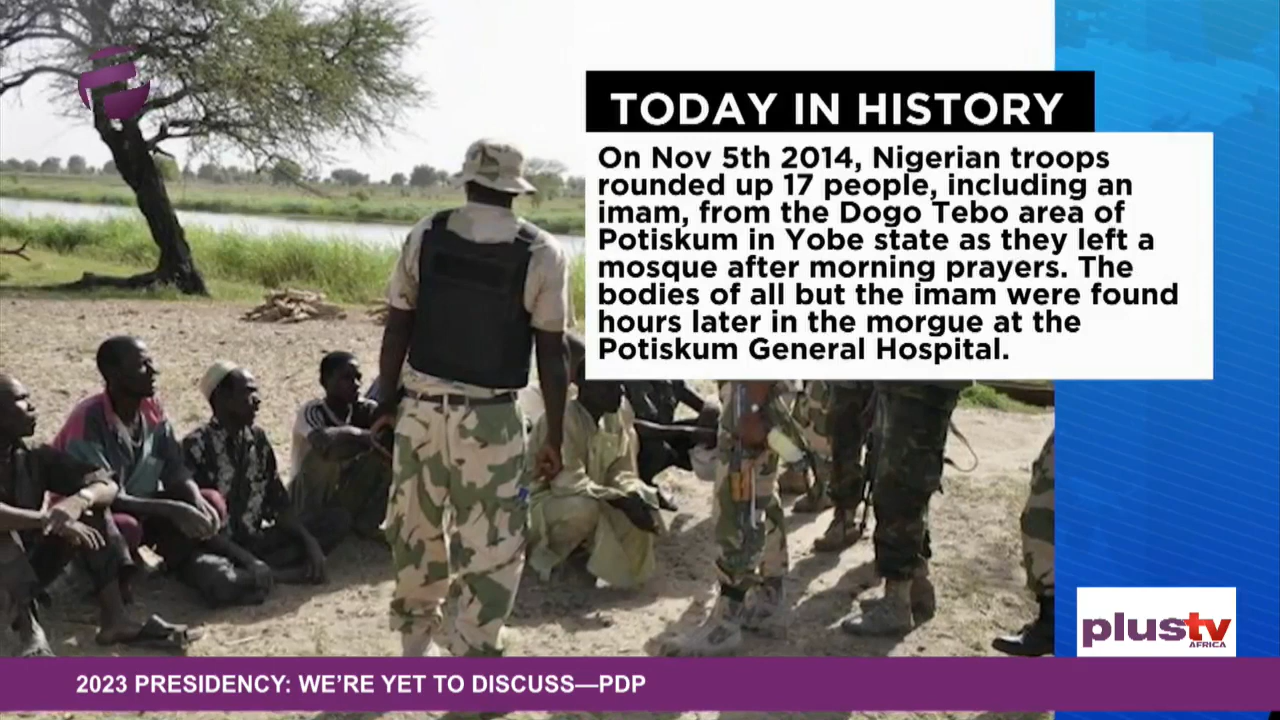 TODAY IN HISTORY
On Nov 5th 2014, Nigerian troops
rounded up 17 people, including an
imam, from the Dogo Tebo area of
Potiskum in Yobe state as they left a
mosque after morning prayers. The
bodies of all but the imam were found
hours later in the morgue at the
Potiskum General Hospital.
plustv
AFRICA
2023 PRESIDENCY: WE'RE YET TO DISCUSS—PDP